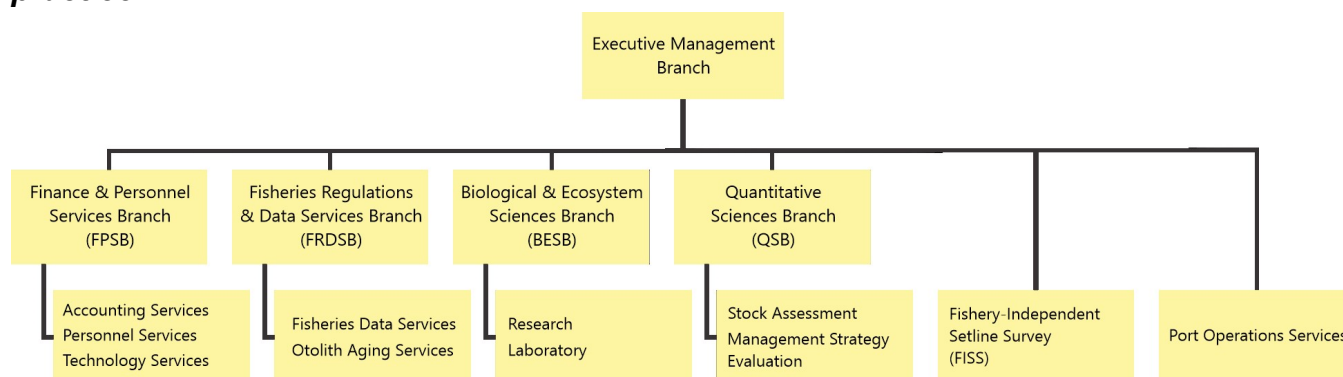 Executive Management
Branch
Finance & Personnel
Services Branch
(FPSB)
Fisheries Regulations
& Data Services Branch
(FRDSB)
Biological & Ecosystem
Sciences Branch
(BESB)
Quantitative
Sciences Branch
(QSB)
Accounting Services
Personnel Services
Technology Services
Fisheries Data Services
Otolith Aging Services
Research
Laboratory
Stock Assessment
Management Strategy
Evaluation
Fishery-Independent
Setline Survey
(FISS)
Port Operations Services